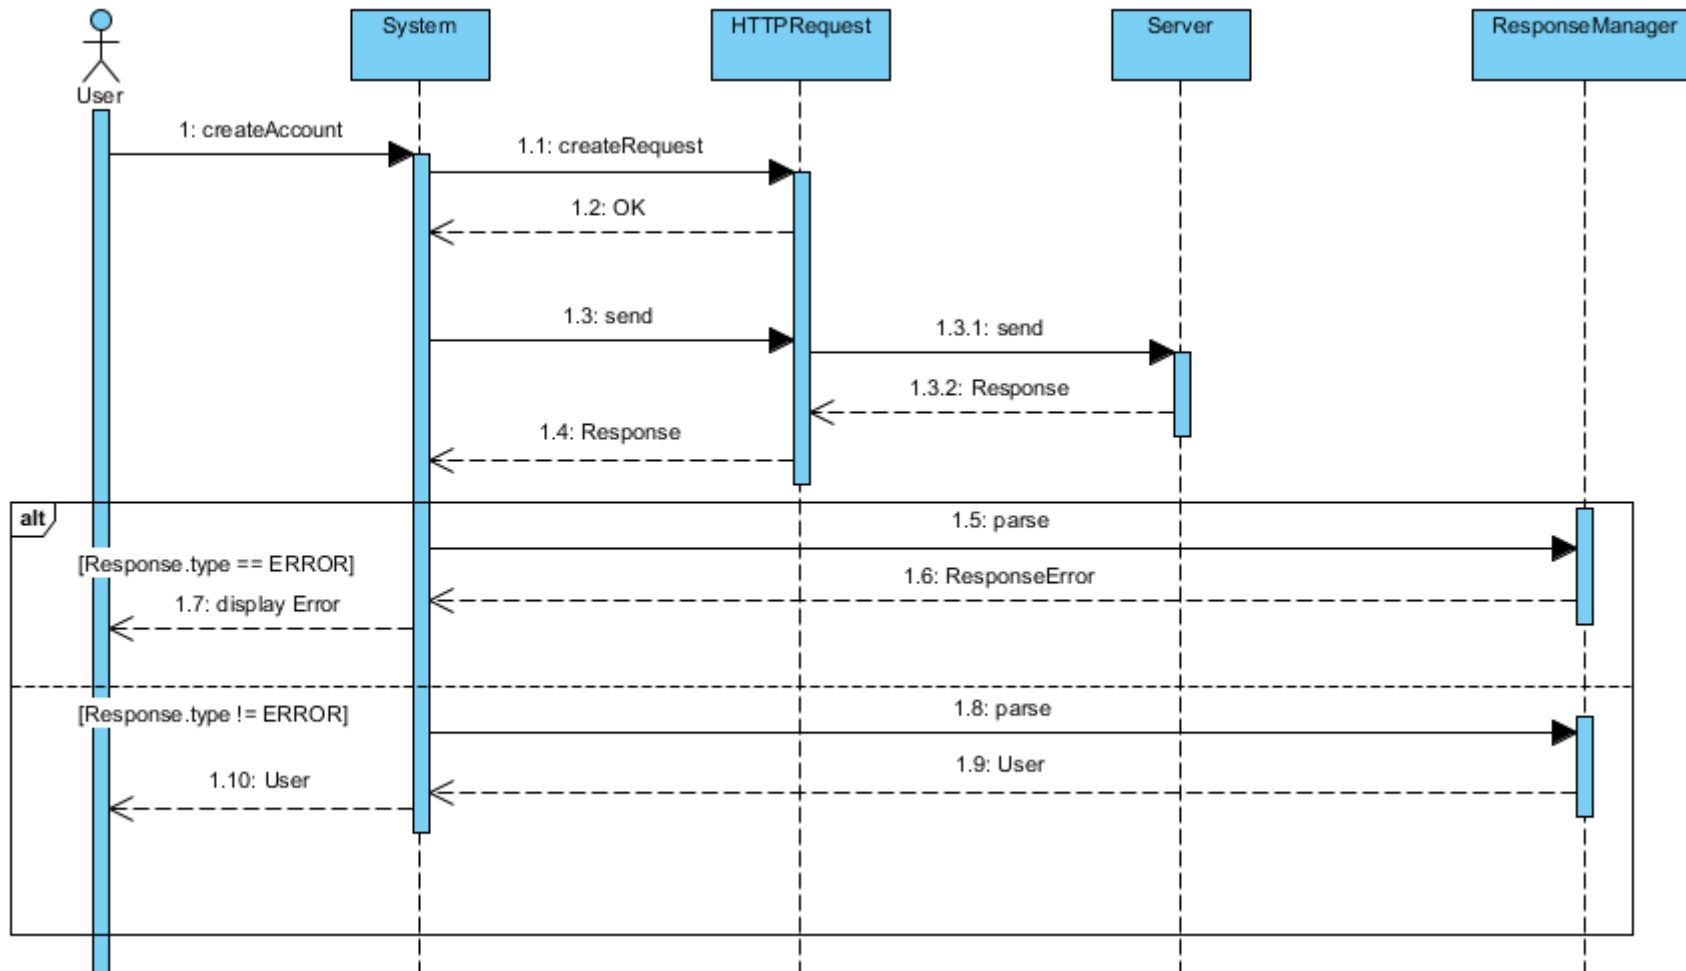 System
HTTPRequest
Server
ResponseManager
User
1: createAccount
1.1: createRequest
1.2: OK
1.3: send
1.3.1: send
1.3.2: Response
1.4: Response
alt
1.5: parse
[Response.type == ERROR]
1.6: ResponseError
1.7: display Error
[Response.type != ERROR]
1.8: parse
1.9: User
1.10: User